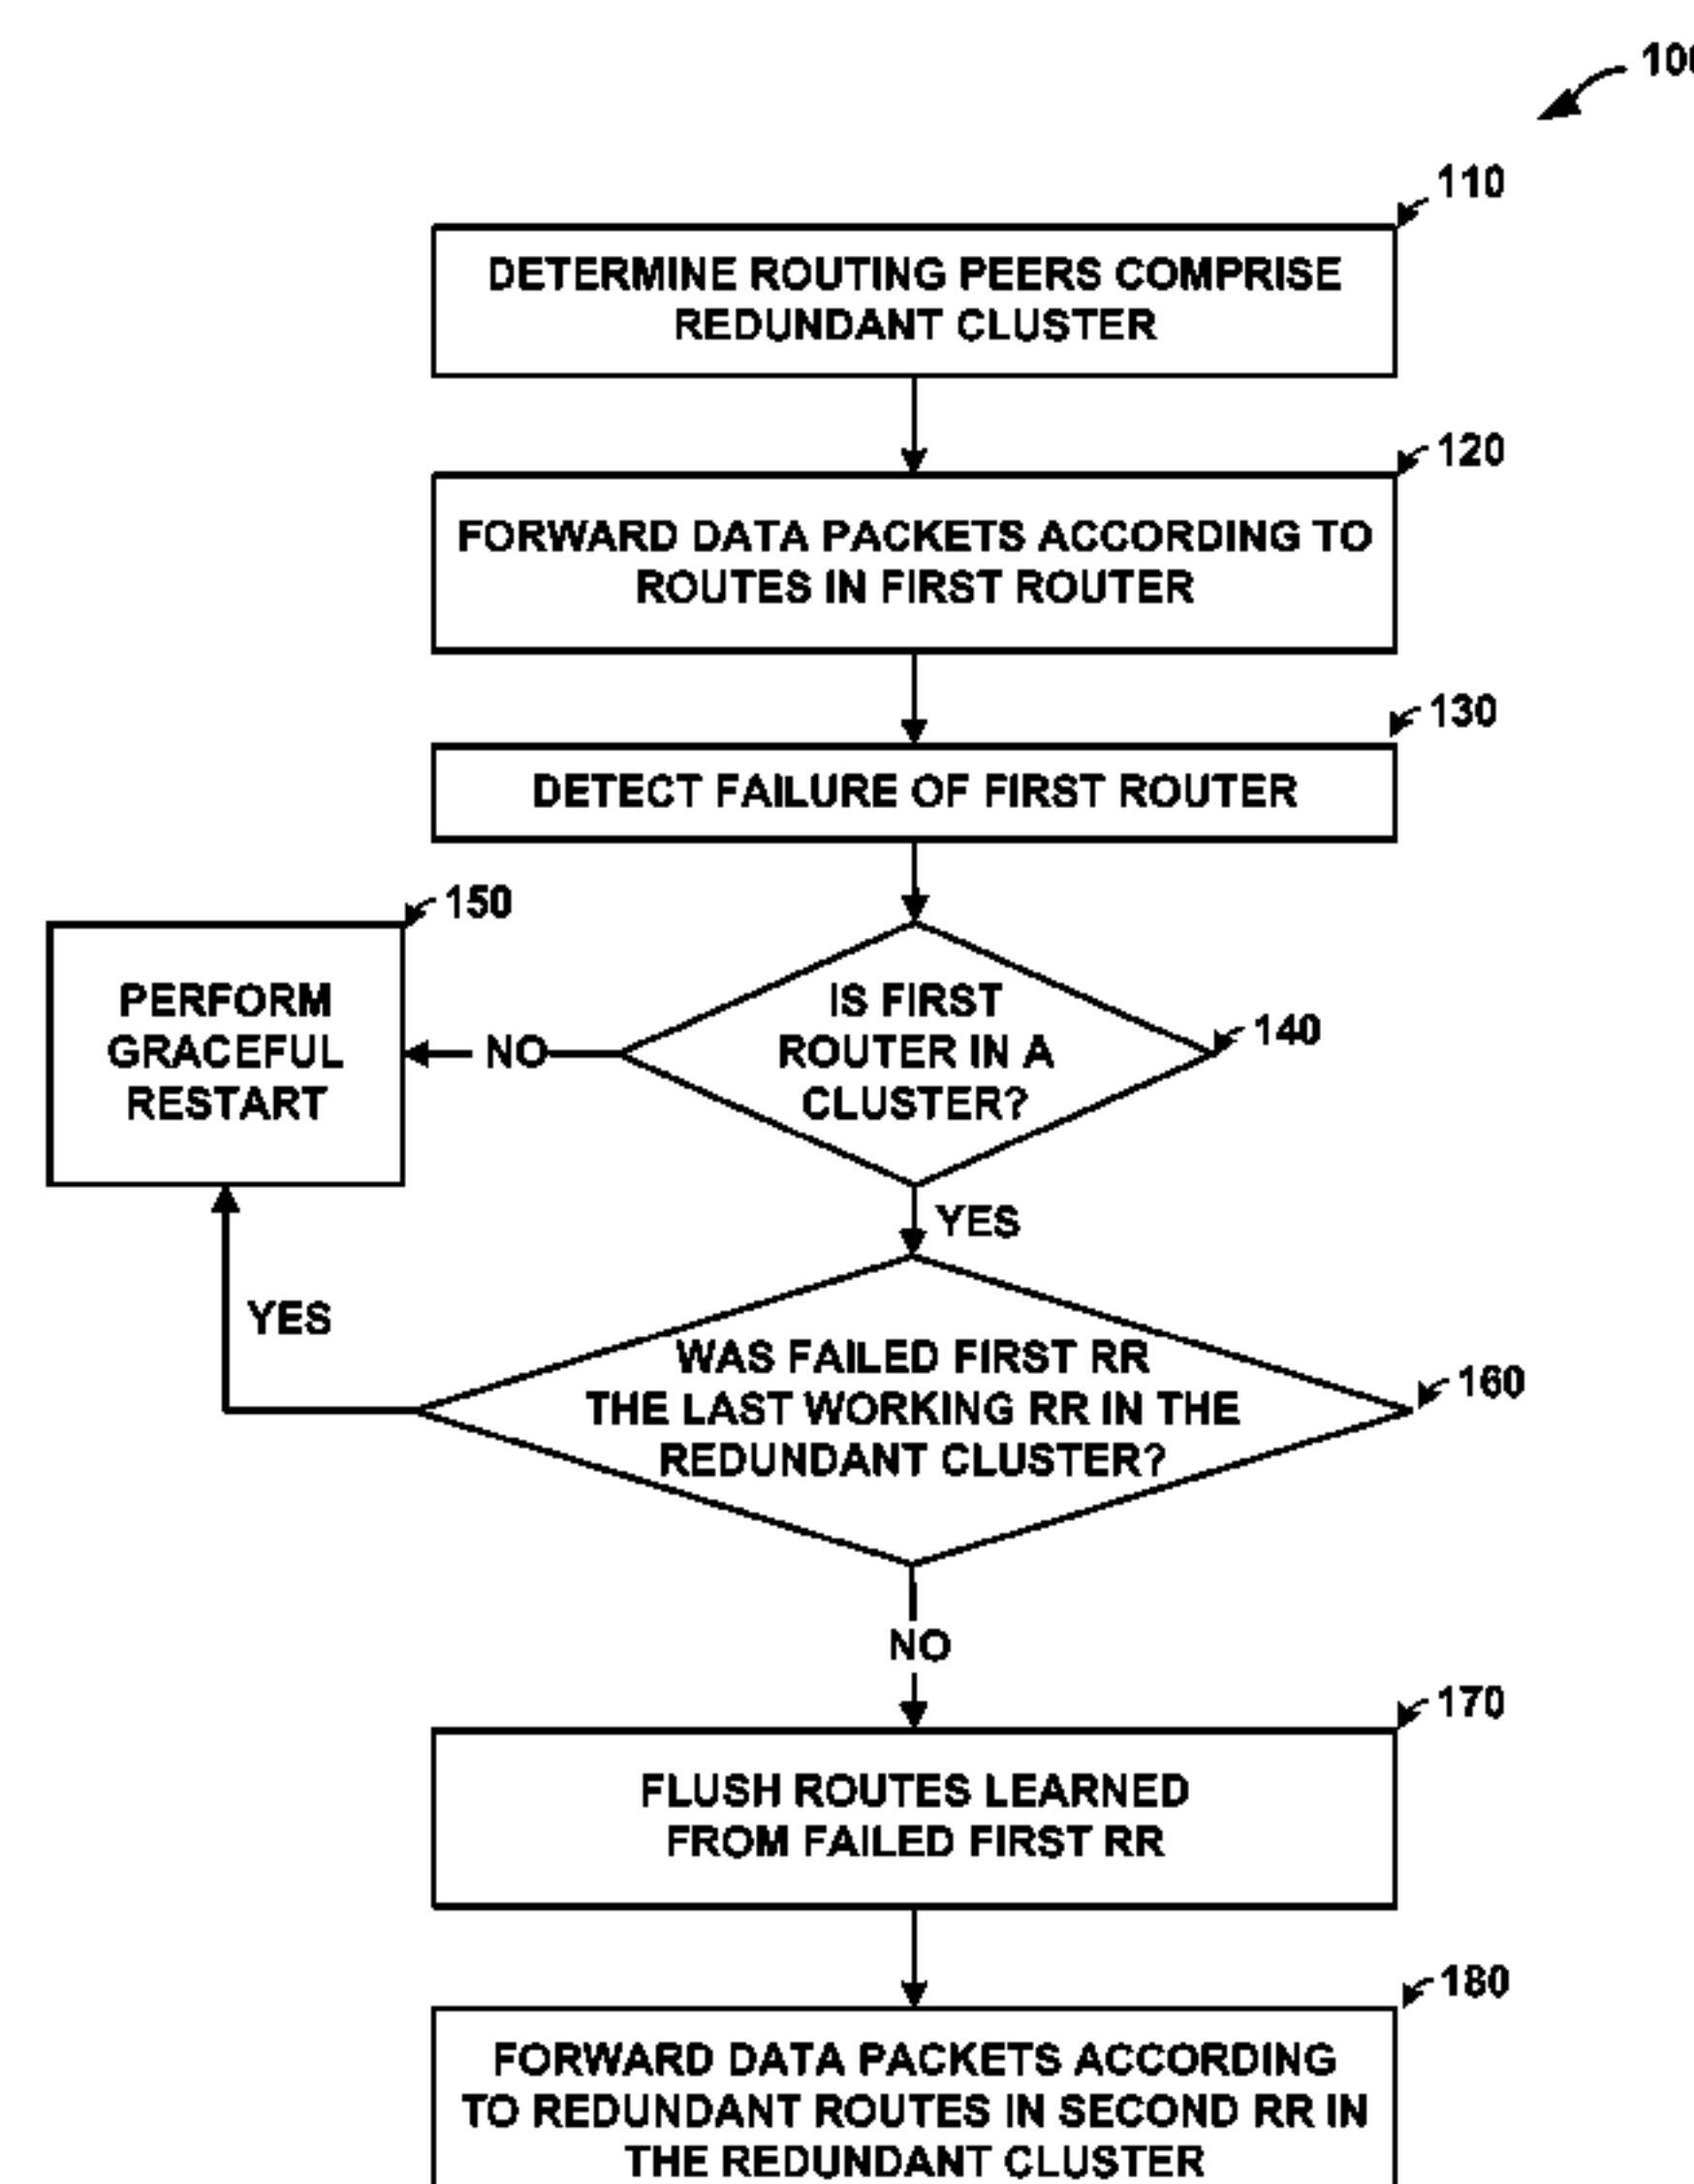 110
DETERMINE ROUTING PEERS COMPRISE
REDUNDANT CLUSTER
120
FORWARD DATA PACKETS ACCORDING TO
ROUTES IN FIRST ROUTER
130
DETECT FAILURE OF FIRST ROUTER
150
PERFORM
GRACEFUL
RESTART
NO
IS FIRST
ROUTER IN A
CLUSTER?
140
YES
YES
WAS FAILED FIRST RR
THE LAST WORKING RR IN THE
REDUNDANT CLUSTER?
160
NO
170
FLUSH ROUTES LEARNED
FROM FAILED FIRST RR
180
FORWARD DATA PACKETS ACCORDING
TO REDUNDANT ROUTES IN SECOND RR IN
THE REDUNDANT CLUSTER